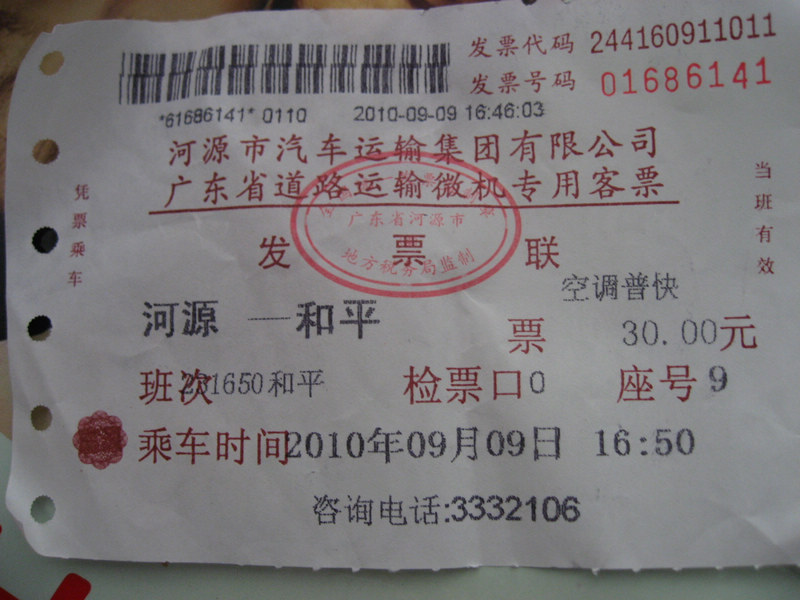 发票代码 244160911011
发票号码 01686141
*61686141* 0110 2010-09-09 16:46:03
河源市汽车运输集团有限公司
广东省道路运输微机专用客票
凭票乘车
当班有效
广东省河源市
地方税务局监制
发票联
空调普快
河源 — 和平 票 30.00元
班次 1650和平 检票口0 座号9
乘车时间2010年09月09日 16:50
咨询电话:3332106